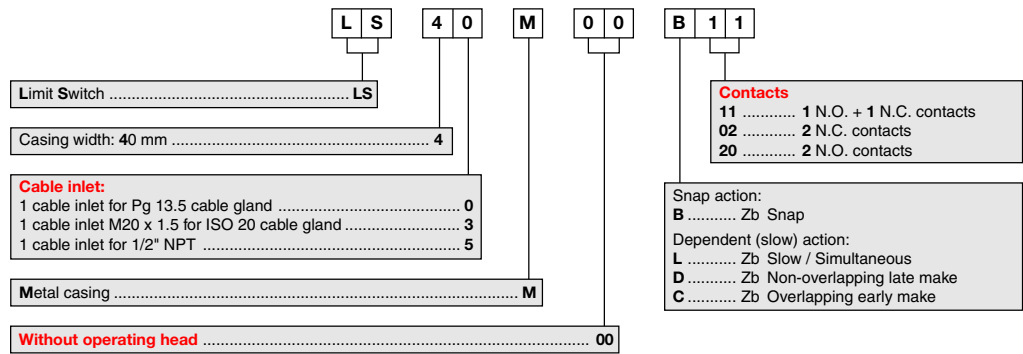 L S 4 0 M 0 0 B 1 1
Limit Switch ................................................. LS
Casing width: 40 mm ..................................................... 4
Cable inlet:
1 cable inlet for Pg 13.5 cable gland ...................................... 0
1 cable inlet M20 x 1.5 for ISO 20 cable gland ........................ 3
1 cable inlet for 1/2" NPT ..................................................... 5
Metal casing .................................................................................. M
Without operating head ............................................................................... 00
Contacts
11 ............ 1 N.O. + 1 N.C. contacts
02 ............ 2 N.C. contacts
20 ............ 2 N.O. contacts
Snap action:
B ........... Zb Snap
Dependent (slow) action:
L ........... Zb Slow / Simultaneous
D ........... Zb Non-overlapping late make
C ........... Zb Overlapping early make